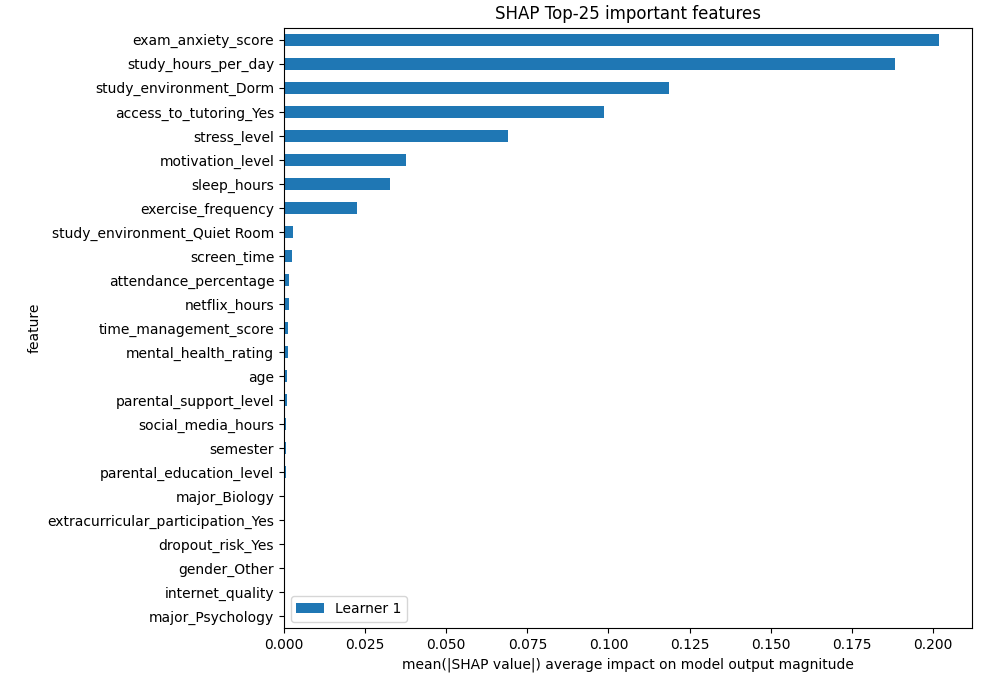 SHAP Top-25 important features
exam_anxiety_score
study_hours_per_day
study_environment_Dorm
access_to_tutoring_Yes
stress_level
motivation_level
sleep_hours
exercise_frequency
study_environment_Quiet Room
screen_time
attendance_percentage
netflix_hours
time_management_score
mental_health_rating
age
parental_support_level
social_media_hours
semester
parental_education_level
major_Biology
extracurricular_participation_Yes
dropout_risk_Yes
gender_Other
internet_quality
major_Psychology
feature
Learner 1
0.000 0.025 0.050 0.075 0.100 0.125 0.150 0.175 0.200
mean(|SHAP value|) average impact on model output magnitude